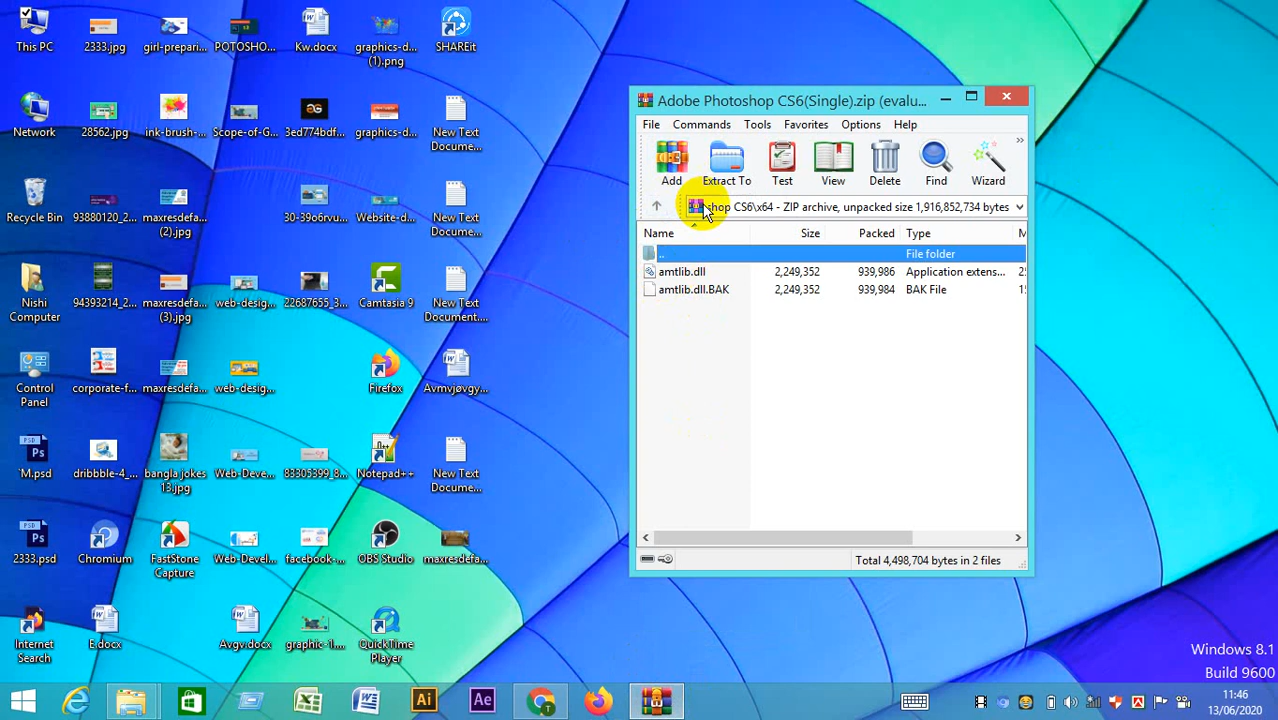 This PC
2333.jpg
girl-prepari...
POTOSHO...
Kw.docx
graphics-d...
(1).png
SHAREit
Network
28562.jpg
ink-brush-...
Scope-of-G...
3ed774bdf...
graphics-d...
New Text
Docume...
Recycle Bin
93880120_2...
maxresdefa...
(2).jpg
30-39o6rvu...
Website-d...
New Text
Docume...
Nishi
Computer
94393214_2...
maxresdefa...
(3).jpg
web-desig...
22687655_3...
Camtasia 9
New Text
Document....
Control
Panel
corporate-f...
maxresdefa...
web-desig...
Firefox
Avmvjøvgy...
™.psd
dribbble-4_...
bangla jokes
13.jpg
Web-Deve...
83305399_8...
Notepad++
New Text
Docume...
2333.psd
Chromium
FastStone
Capture
Web-Devel...
facebook-...
OBS Studio
maxresdefa...
Internet
Search
E.docx
Avgv.docx
graphic-1....
QuickTime
Player
Adobe Photoshop CS6(Single).zip (evalu...
File Commands Tools Favorites Options Help
Add Extract To Test View Delete Find Wizard
shop CS6\x64 - ZIP archive, unpacked size 1,916,852,734 bytes
Name Size Packed Type M
.. File folder
amtlib.dll 2,249,352 939,986 Application extens... 2
amtlib.dll.BAK 2,249,352 939,984 BAK File 1
Total 4,498,704 bytes in 2 files
Windows 8.1
Build 9600
Ai
Ae
11:46
13/06/2020